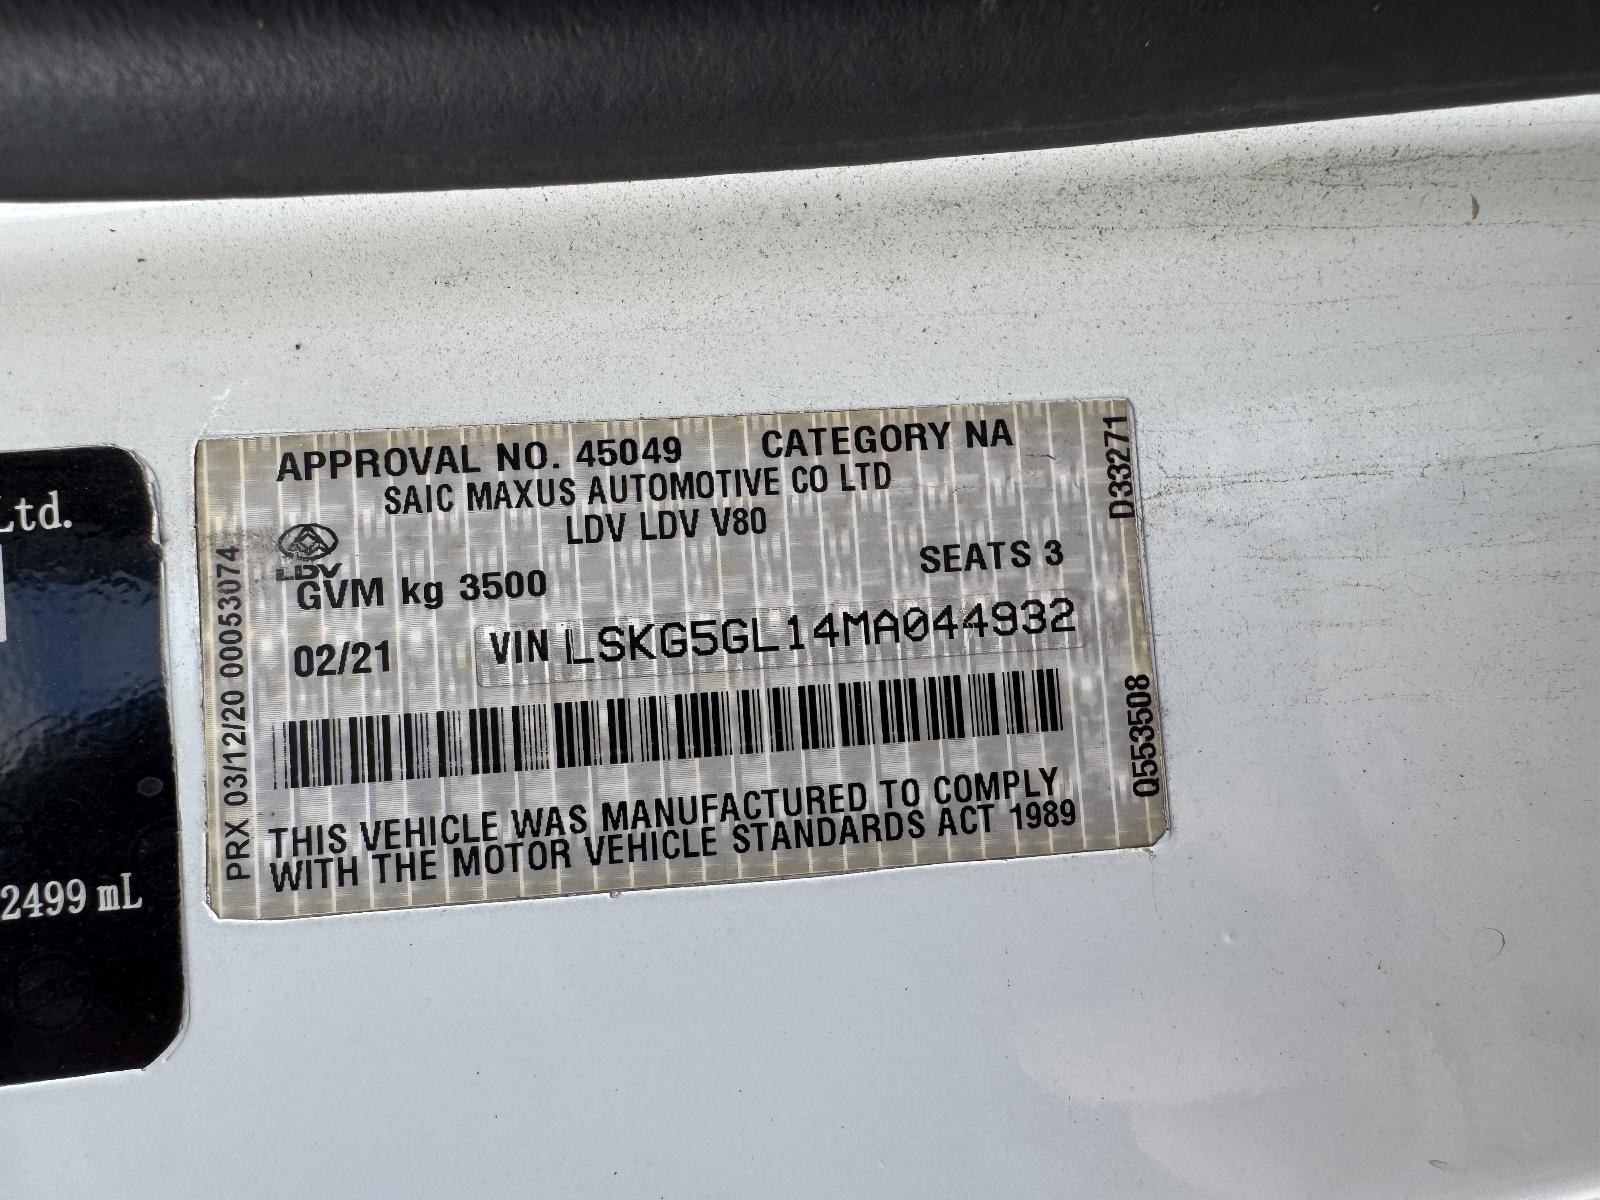 Ltd.
2499 mL
APPROVAL NO. 45049 CATEGORY NA
SAIC MAXUS AUTOMOTIVE CO LTD
LDV LDV V80
LDV
GVM kg 3500 SEATS 3
02/21 VIN LSKG5GL14MA044932
THIS VEHICLE WAS MANUFACTURED TO COMPLY
WITH THE MOTOR VEHICLE STANDARDS ACT 1989
PRX 03/12/20 00053074
D33271
Q553508